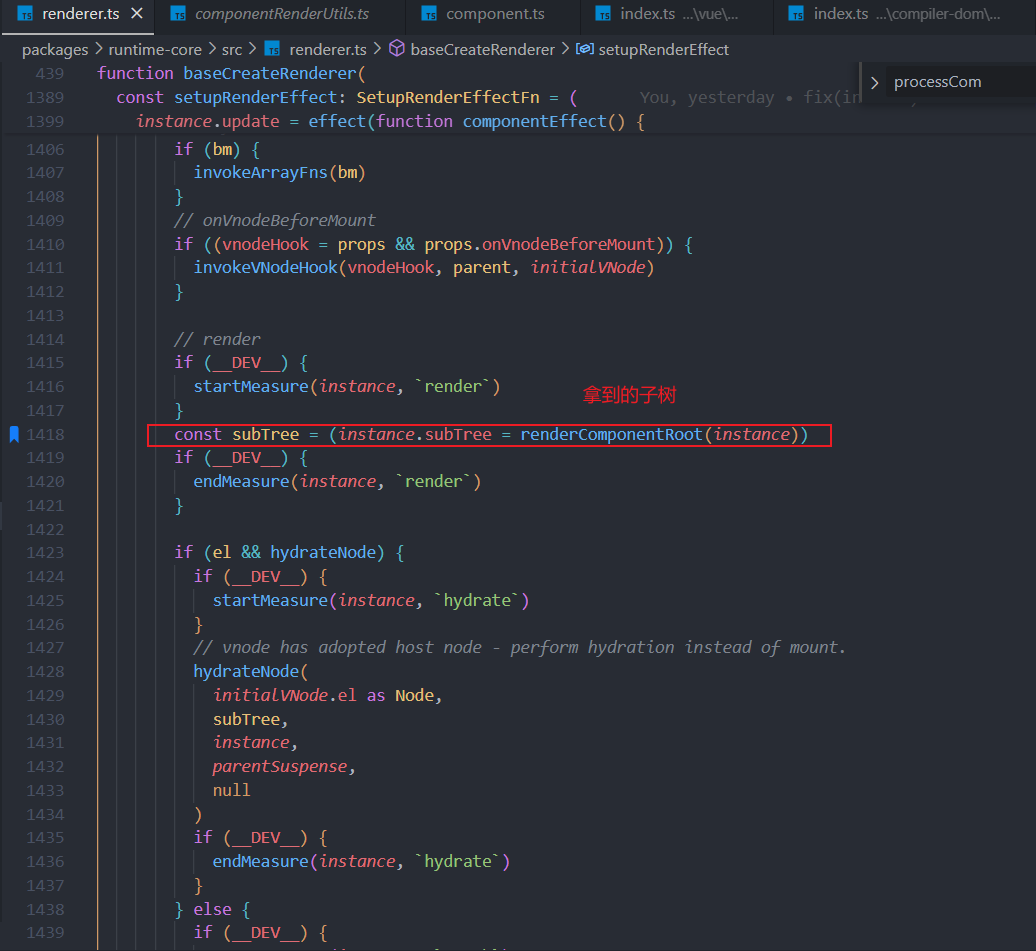 renderer.ts componentRenderUtils.ts component.ts index.ts ...\vue\... index.ts ...\compiler-dom\...
packages > runtime-core > src > renderer.ts > baseCreateRenderer > setupRenderEffect
processCom
439 function baseCreateRenderer(
1389 const setupRenderEffect: SetupRenderEffectFn = ( You, yesterday • fix(in
1399 instance.update = effect(function componentEffect() {
1406 if (bm) {
1407 invokeArrayFns(bm)
1408 }
1409 // onVnodeBeforeMount
1410 if ((vnodeHook = props && props.onVnodeBeforeMount)) {
1411 invokeVNodeHook(vnodeHook, parent, initialVNode)
1412 }
1413
1414 // render
1415 if (__DEV__) {
1416 startMeasure(instance, `render`)
拿到的子树
1417 }
1418 const subTree = (instance.subTree = renderComponentRoot(instance))
1419 if (__DEV__) {
1420 endMeasure(instance, `render`)
1421 }
1422
1423 if (el && hydrateNode) {
1424 if (__DEV__) {
1425 startMeasure(instance, `hydrate`)
1426 }
1427 // vnode has adopted host node - perform hydration instead of mount.
1428 hydrateNode(
1429 initialVNode.el as Node,
1430 subTree,
1431 instance,
1432 parentSuspense,
1433 null
1434 )
1435 if (__DEV__) {
1436 endMeasure(instance, `hydrate`)
1437 }
1438 } else {
1439 if (__DEV__) {